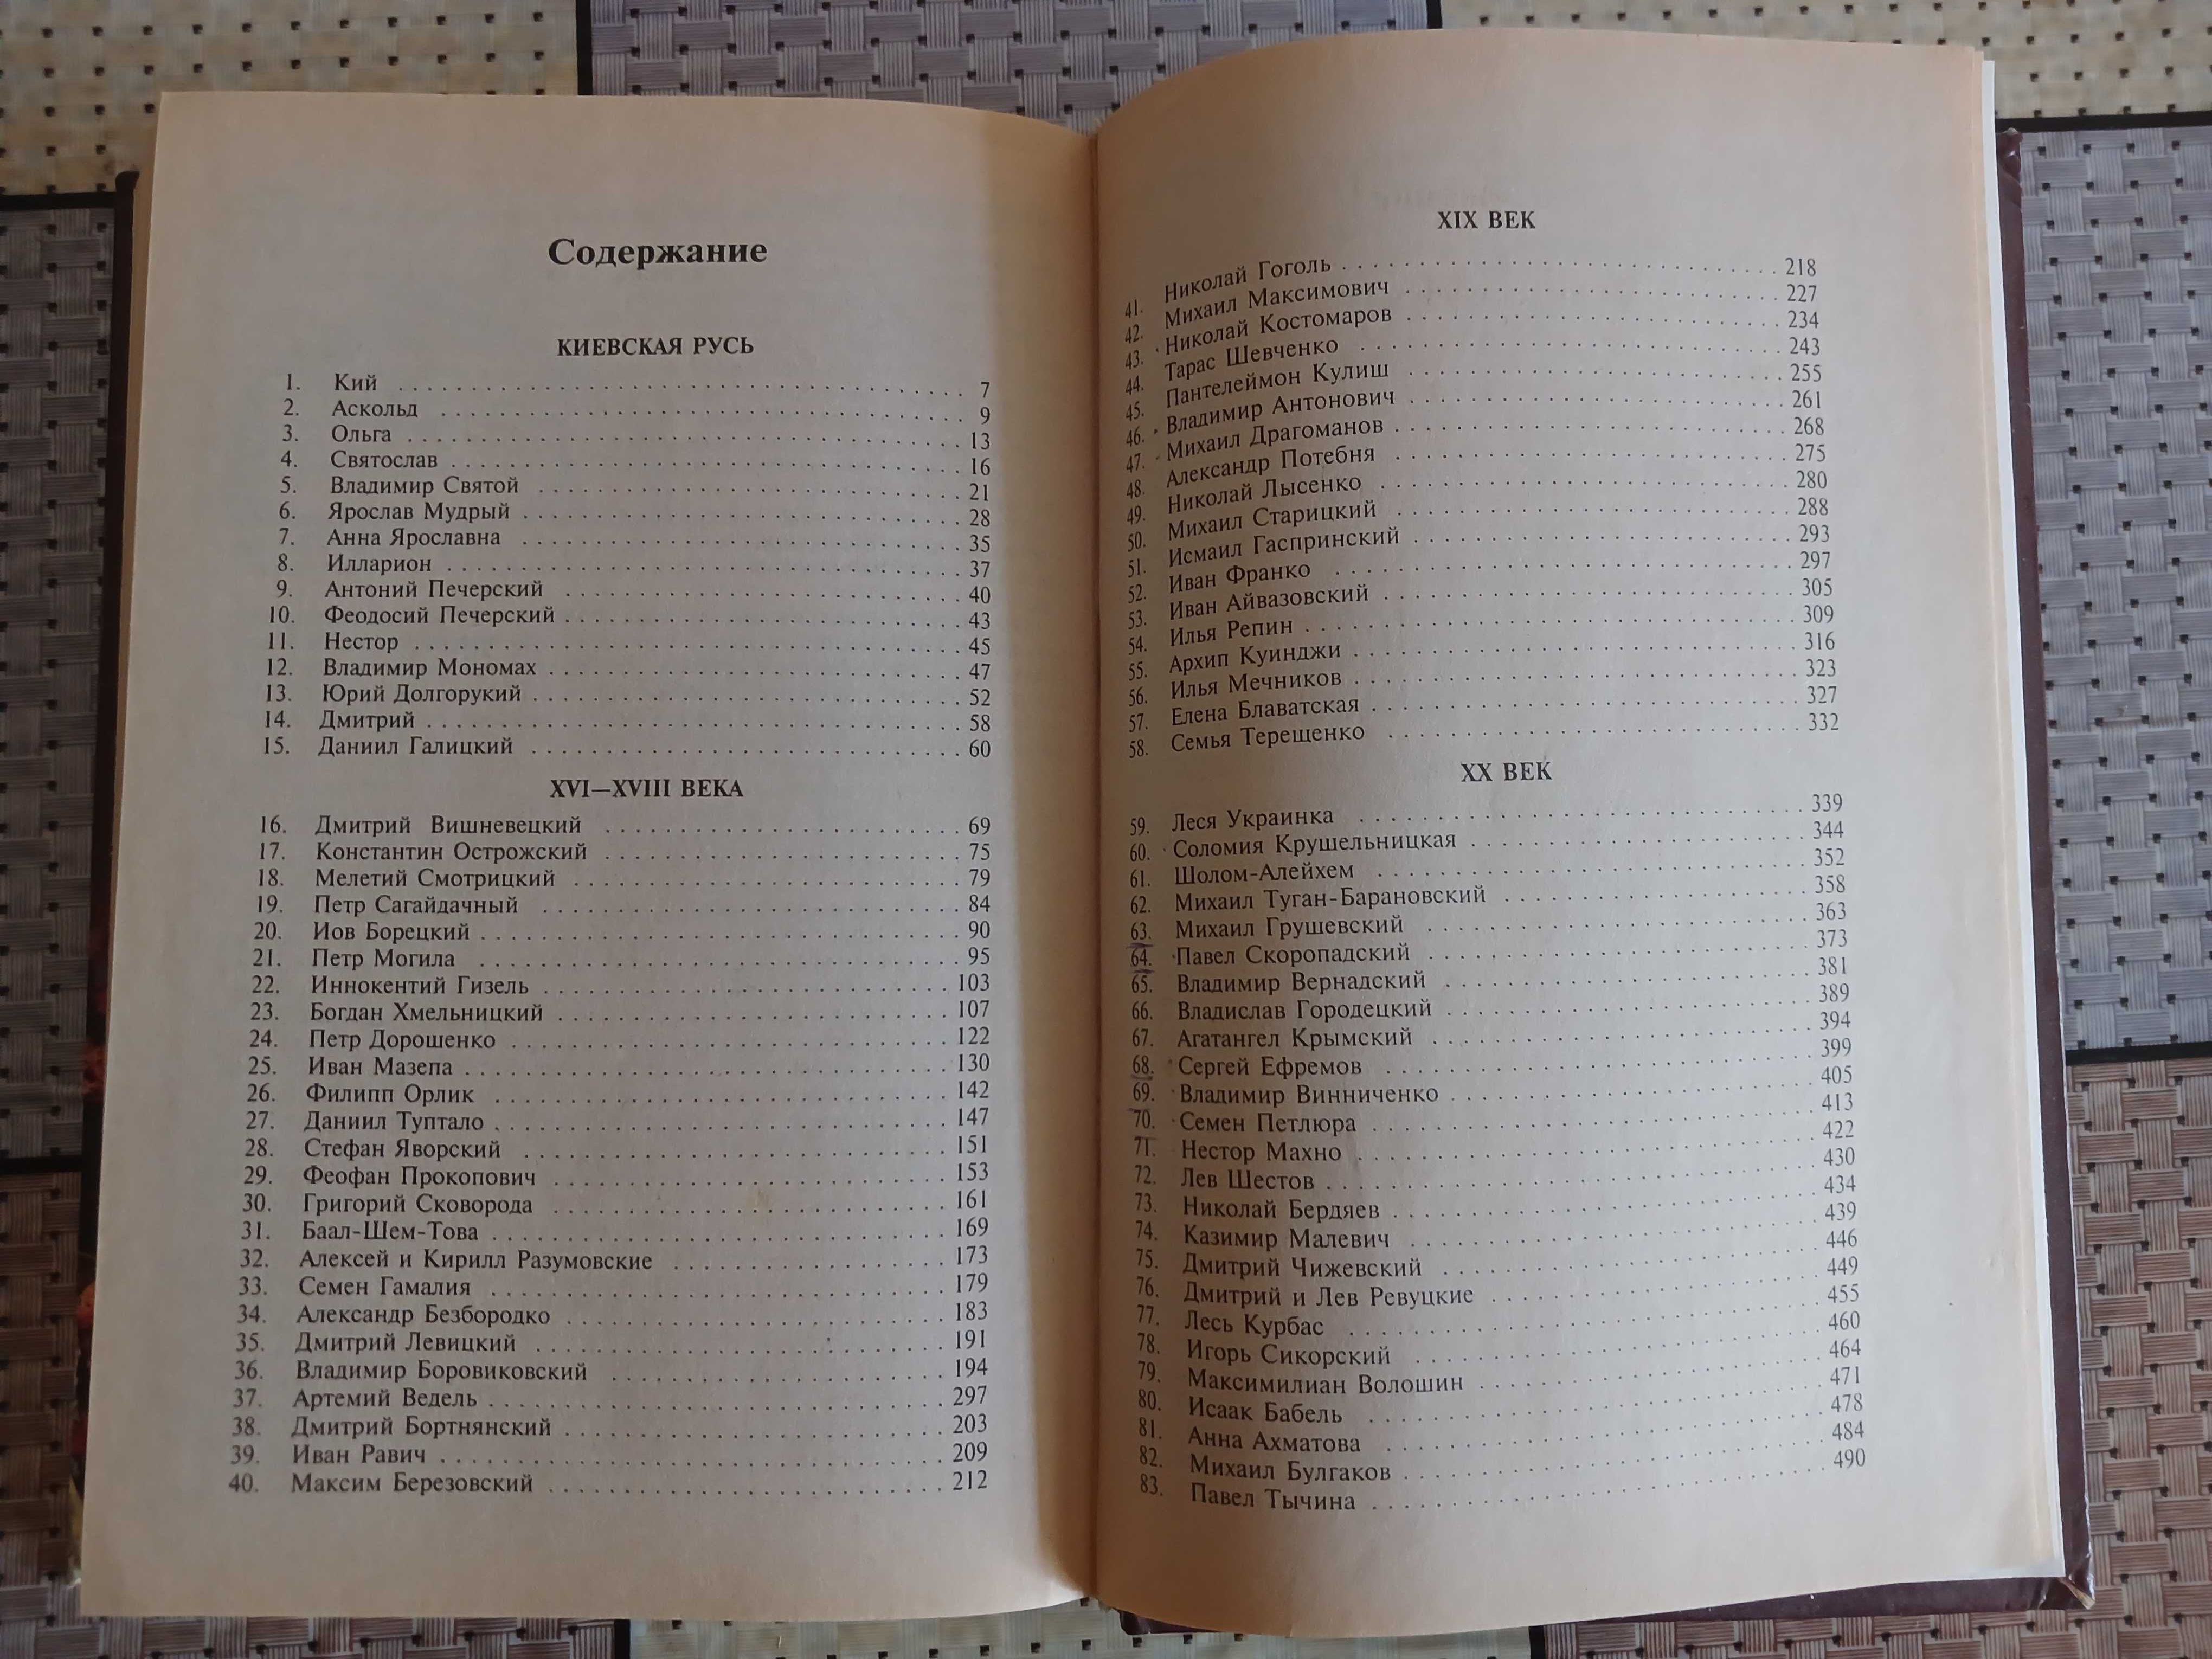 Содержание
КИЕВСКАЯ РУСЬ
1. Кий 7
2. Аскольд 9
3. Ольга 13
4. Святослав 16
5. Владимир Святой 21
6. Ярослав Мудрый 28
7. Анна Ярославна 35
8. Илларион 37
9. Антоний Печерский 40
10. Феодосий Печерский 43
11. Нестор 45
12. Владимир Мономах 47
13. Юрий Долгорукий 52
14. Дмитрий 58
15. Даниил Галицкий 60
XVI—XVIII ВЕКА
16. Дмитрий Вишневецкий 69
17. Константин Острожский 75
18. Мелетий Смотрицкий 79
19. Петр Сагайдачный 84
20. Иов Борецкий 90
21. Петр Могила 95
22. Иннокентий Гизель 103
23. Богдан Хмельницкий 107
24. Петр Дорошенко 122
25. Иван Мазепа 130
26. Филипп Орлик 142
27. Даниил Туптало 147
28. Стефан Яворский 151
29. Феофан Прокопович 153
30. Григорий Сковорода 161
31. Баал-Шем-Това 169
32. Алексей и Кирилл Разумовские 173
33. Семен Гамалия 179
34. Александр Безбородко 183
35. Дмитрий Левицкий 191
36. Владимир Боровиковский 194
37. Артемий Ведель 297
38. Дмитрий Бортнянский 203
39. Иван Равич 209
40. Максим Березовский 212
XIX ВЕК
41. Николай Гоголь 218
42. Михаил Максимович 227
43. Николай Костомаров 234
44. Тарас Шевченко 243
45. Пантелеймон Кулиш 255
46. Владимир Антонович 261
47. Михаил Драгоманов 268
48. Александр Потебня 275
49. Николай Лысенко 280
50. Михаил Старицкий 288
51. Исмаил Гаспринский 293
52. Иван Франко 297
53. Иван Айвазовский 305
54. Илья Репин 309
55. Архип Куинджи 316
56. Илья Мечников 323
57. Елена Блаватская 327
58. Семья Терещенко 332
XX ВЕК
59. Леся Украинка 339
60. Соломия Крушельницкая 344
61. Шолом-Алейхем 352
62. Михаил Туган-Барановский 358
63. Михаил Грушевский 363
64. Павел Скоропадский 373
65. Владимир Вернадский 381
66. Владислав Городецкий 389
67. Агатангел Крымский 394
68. Сергей Ефремов 399
69. Владимир Винниченко 405
70. Семен Петлюра 413
71. Нестор Махно 422
72. Лев Шестов 430
73. Николай Бердяев 434
74. Казимир Малевич 439
75. Дмитрий Чижевский 446
76. Дмитрий и Лев Ревуцкие 449
77. Лесь Курбас 455
78. Игорь Сикорский 460
79. Максимилиан Волошин 464
80. Исаак Бабель 471
81. Анна Ахматова 478
82. Михаил Булгаков 484
83. Павел Тычина 490